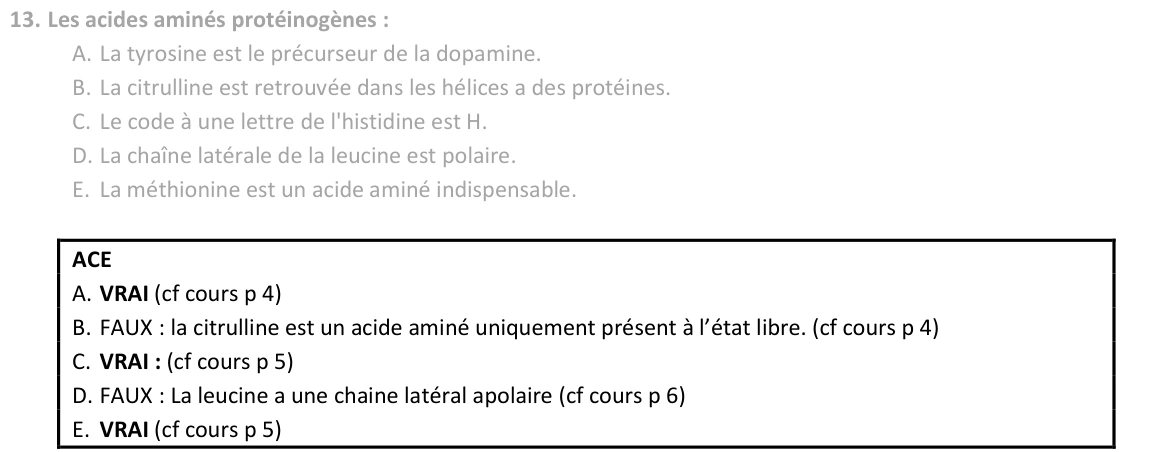 13. Les acides aminés protéinogènes :
A. La tyrosine est le précurseur de la dopamine.
B. La citrulline est retrouvée dans les hélices a des protéines.
C. Le code à une lettre de l'histidine est H.
D. La chaîne latérale de la leucine est polaire.
E. La méthionine est un acide aminé indispensable.
ACE
A. VRAI (cf cours p 4)
B. FAUX : la citrulline est un acide aminé uniquement présent à l’état libre. (cf cours p 4)
C. VRAI : (cf cours p 5)
D. FAUX : La leucine a une chaine latéral apolaire (cf cours p 6)
E. VRAI (cf cours p 5)